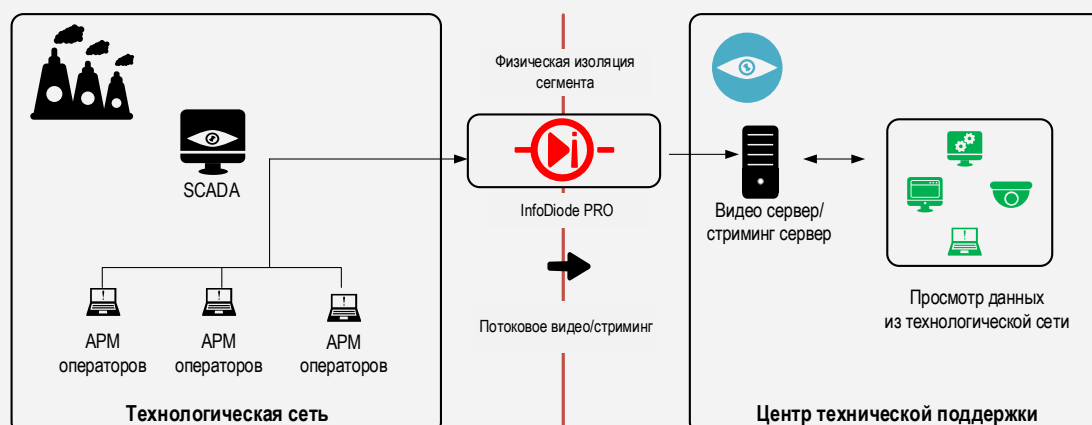 Физическая изоляция
сегмента
SCADA
InfoDiode PRO
Видео сервер/
стриминг сервер
АРМ
операторов
АРМ
операторов
АРМ
операторов
Потоковое видео/стриминг
Просмотр данных
из технологической сети
Технологическая сеть
Центр технической поддержки